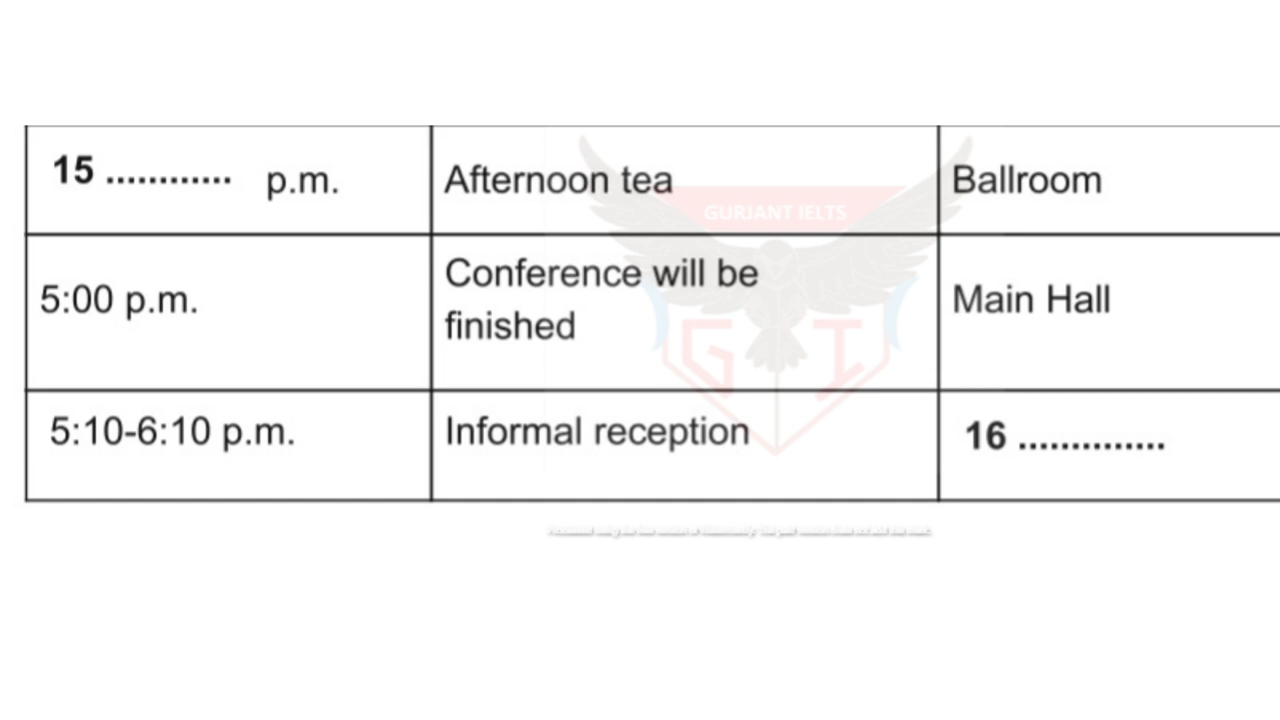 15 ............ p.m.
Afternoon tea
Ballroom
GURJANT IELTS
5:00 p.m.
Conference will be
finished
Main Hall
G I
5:10-6:10 p.m.
Informal reception
16 ..............